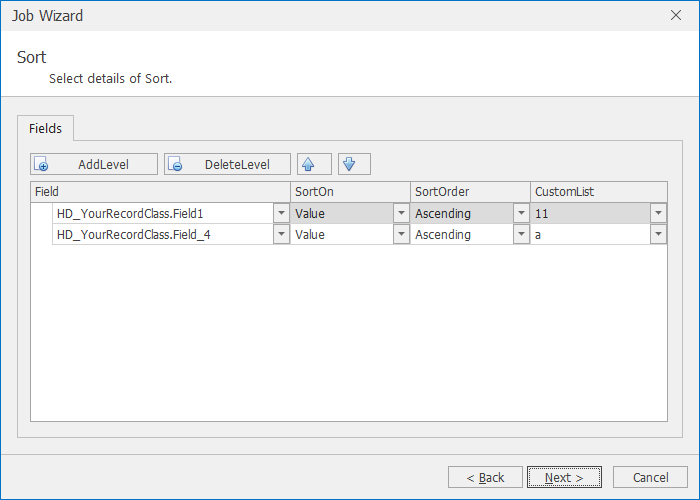 Job Wizard
Sort
Select details of Sort.
Fields
AddLevel DeleteLevel
Field SortOn SortOrder CustomList
HD_YourRecordClass.Field1 Value Ascending 11
HD_YourRecordClass.Field_4 Value Ascending a
< Back Next > Cancel